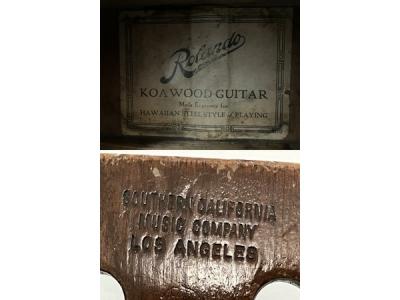 Rolando
KOA WOOD GUITAR
Made Expressly for
HAWAIIAN STEEL STYLE of PLAYING
SOUTHERN CALIFORNIA
MUSIC COMPANY
LOS ANGELES